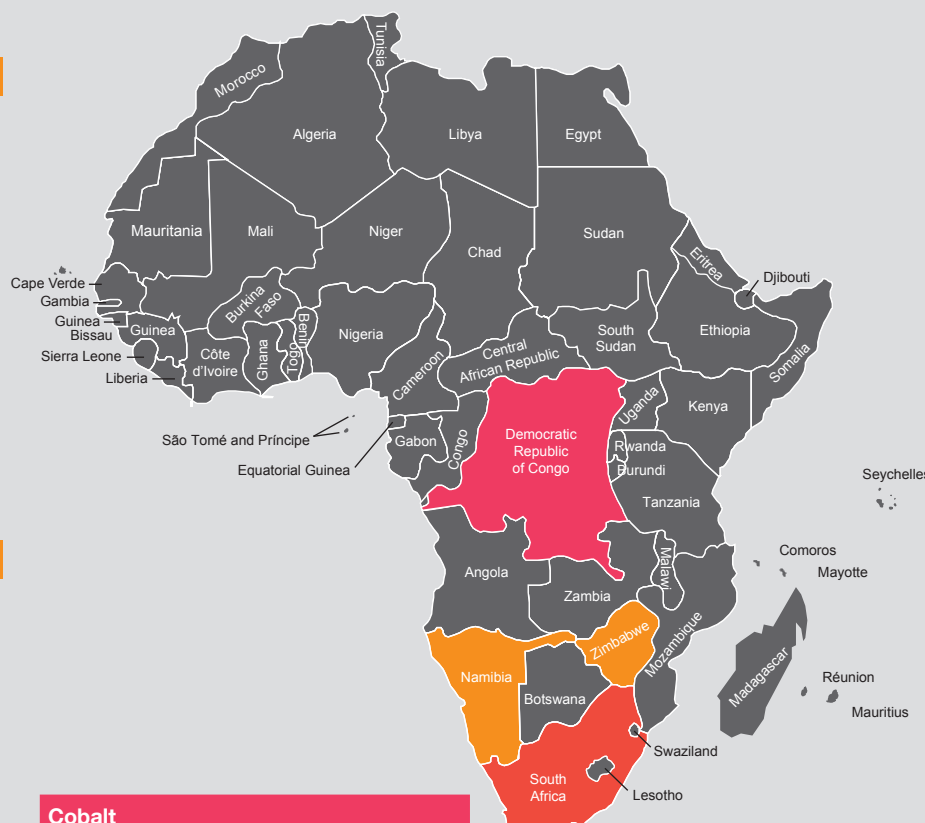 Tunisia
Morocco
Algeria
Libya
Egypt
Mauritania
Mali
Niger
Chad
Sudan
Eritrea
Djibouti
Cape Verde
Gambia
Guinea
Bissau
Guinea
Sierra Leone
Liberia
Côte
d'Ivoire
Burkina
Faso
Ghana
Togo
Benin
Nigeria
Cameroon
Central
African Republic
South
Sudan
Ethiopia
Somalia
São Tomé and Príncipe
Equatorial Guinea
Gabon
Congo
Democratic
Republic
of Congo
Uganda
Kenya
Rwanda
Burundi
Tanzania
Seychelles
Comoros
Mayotte
Angola
Zambia
Malawi
Mozambique
Zimbabwe
Namibia
Botswana
Madagascar
Réunion
Mauritius
Swaziland
South
Africa
Lesotho
Cobalt